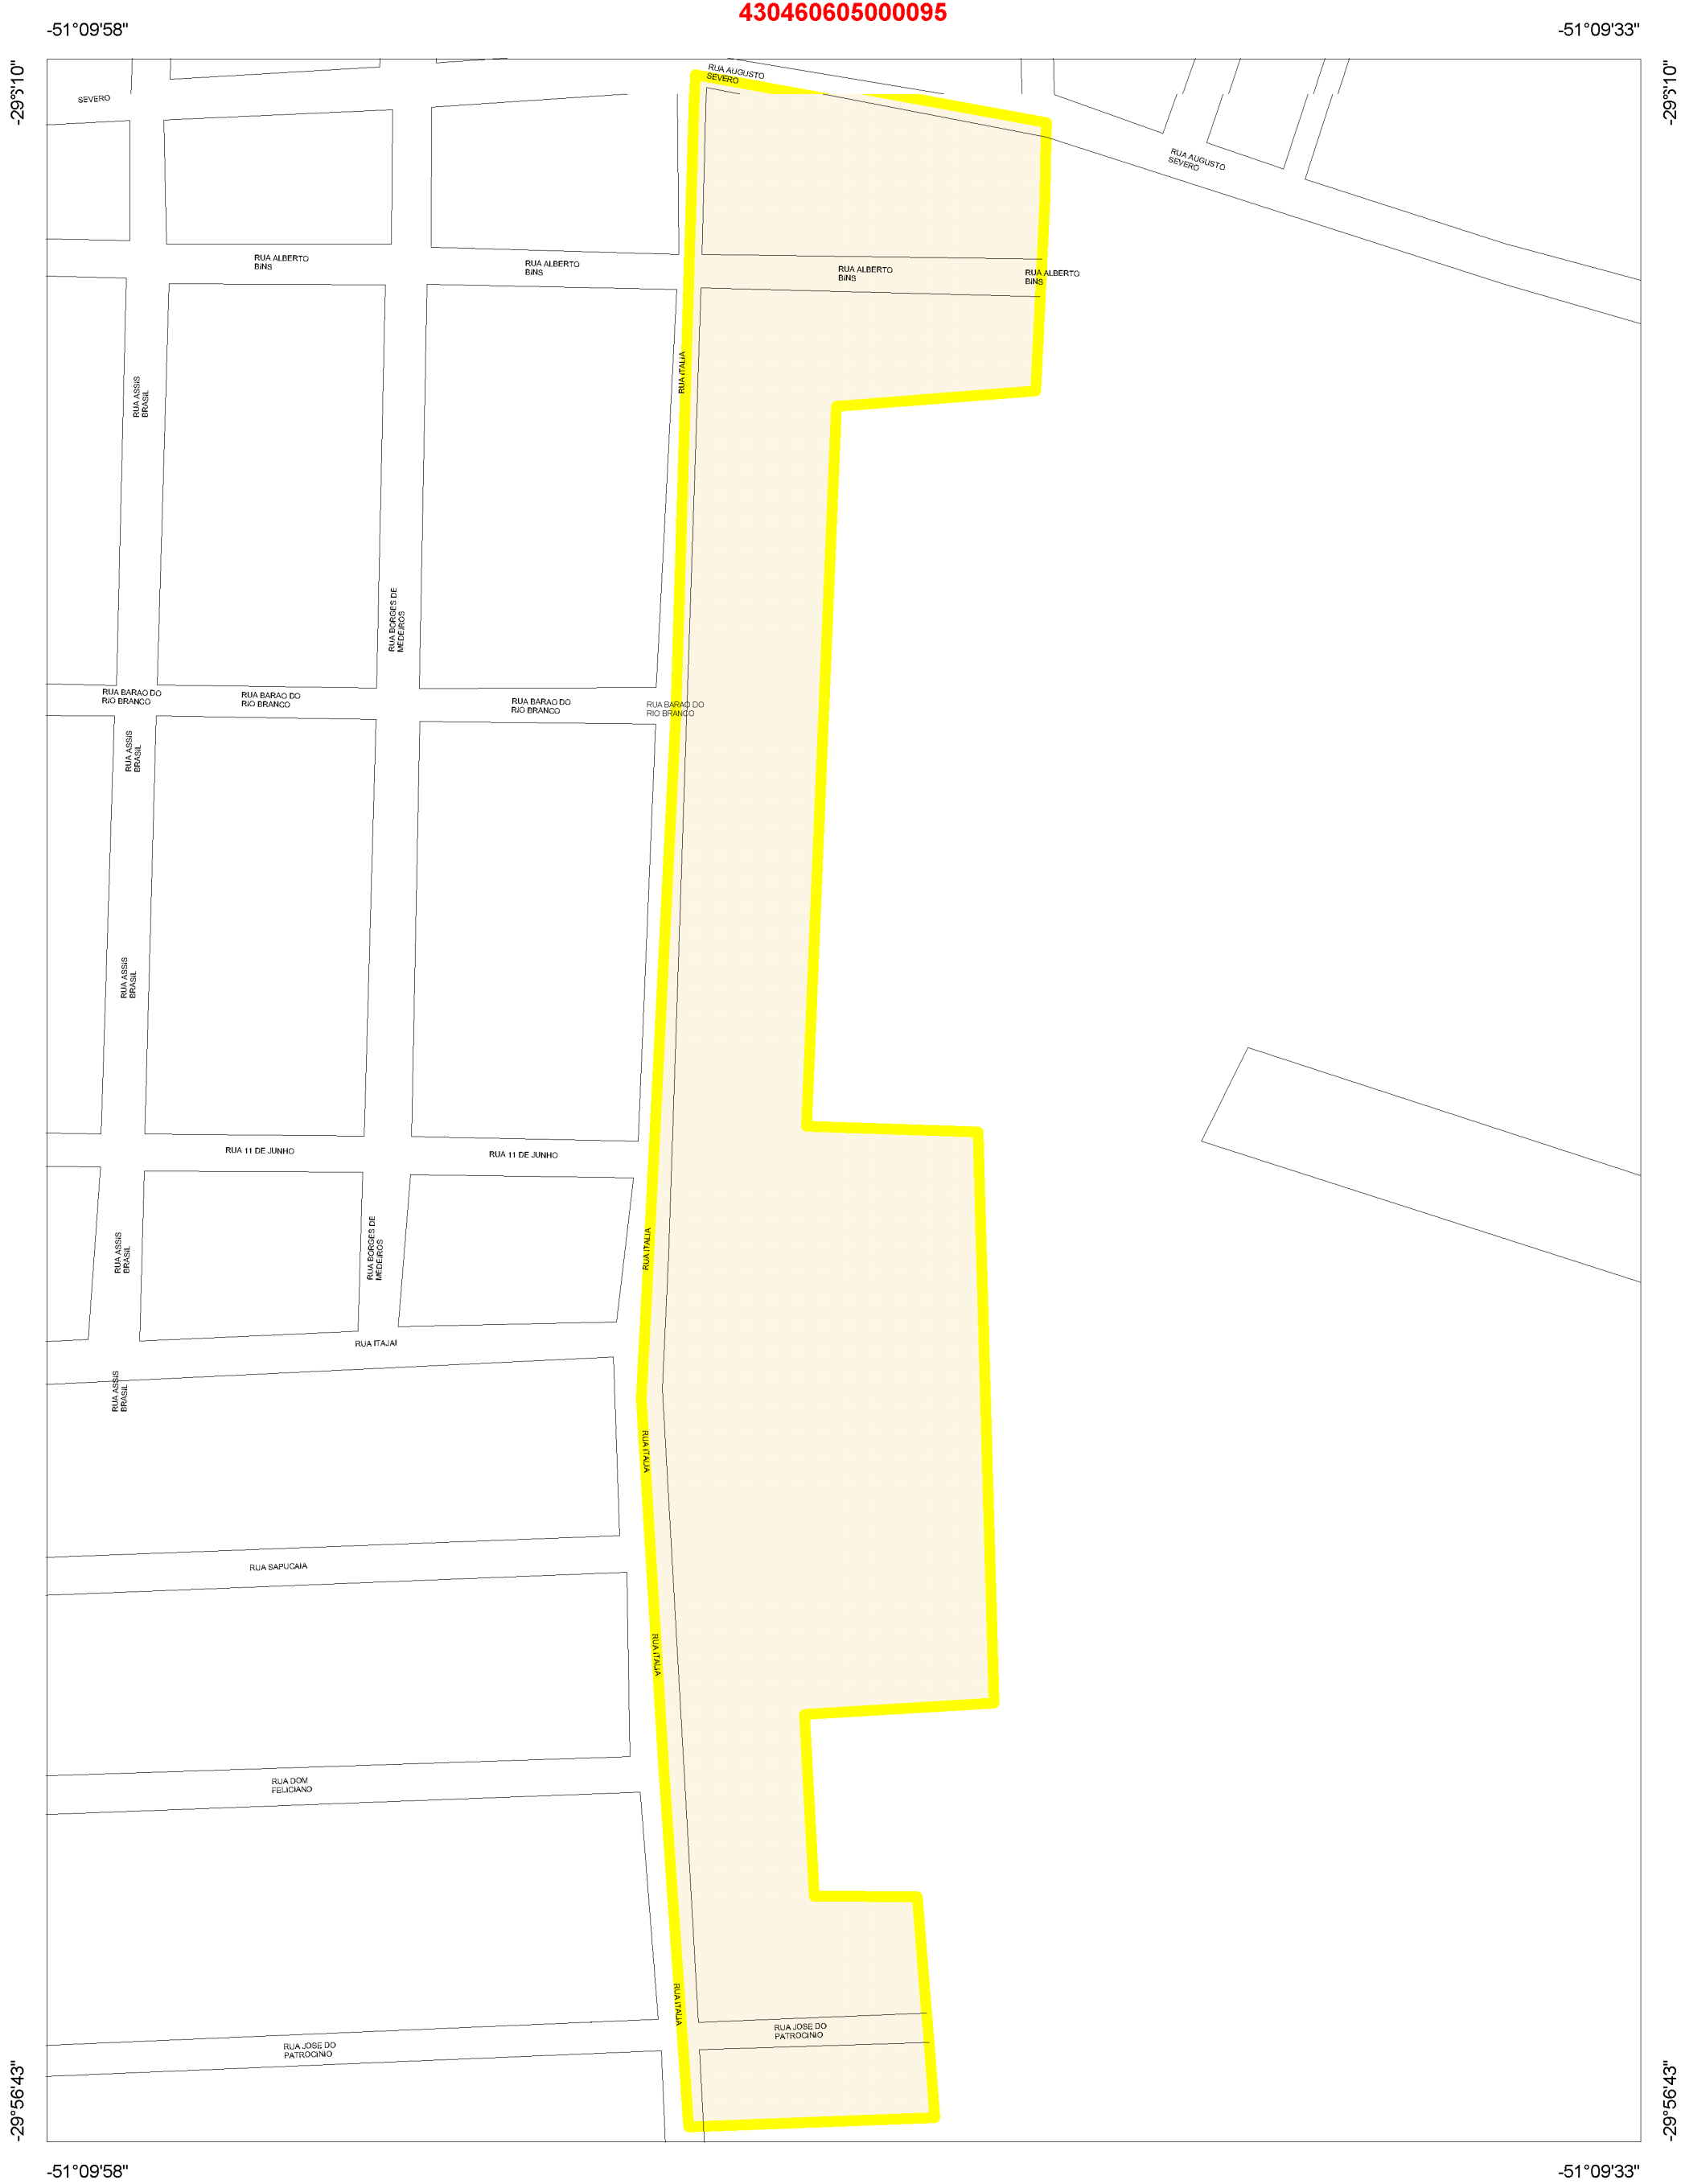 430460605000095
-51°09'58"
-51°09'33"
-29°3'10"
-29°3'10"
RUA AUGUSTO
SEVERO
SEVERO
RUA AUGUSTO
SEVERO
RUA ALBERTO
BINS
RUA ALBERTO
BINS
RUA ALBERTO
BINS
RUA ALBERTO
BINS
RUA ITALIA
RUA ASSIS
BRASIL
RUA BORGES DE
MEDEIROS
RUA BARAO DO
RIO BRANCO
RUA BARAO DO
RIO BRANCO
RUA BARAO DO
RIO BRANCO
RUA BARAO DO
RIO BRANCO
RUA ASSIS
BRASIL
RUA ASSIS
BRASIL
RUA 11 DE JUNHO
RUA 11 DE JUNHO
RUA ASSIS
BRASIL
RUA BORGES DE
MEDEIROS
RUA ITALIA
RUA ITAJAI
RUA ASSIS
BRASIL
RUA ITALIA
RUA SAPUCAIA
RUA ITALIA
RUA DOM
FELICIANO
RUA ITALIA
RUA JOSE DO
PATROCINIO
RUA JOSE DO
PATROCINIO
-29°56'43"
-29°56'43"
-51°09'58"
-51°09'33"